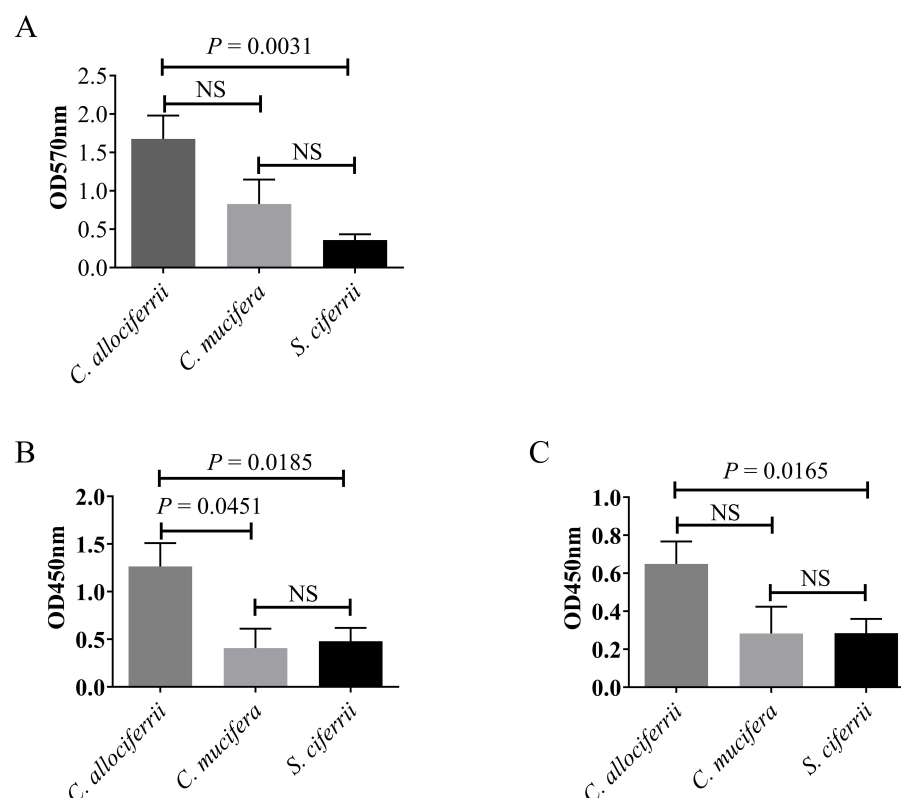 A
P = 0.0031
NS
NS
2.5
2.0
1.5
1.0
0.5
0.0
OD570nm
C. allociferrii
C. mucifera
S. ciferrii
B
P = 0.0185
P = 0.0451
NS
2.0
1.5
1.0
0.5
0.0
OD450nm
C. allociferrii
C. mucifera
S. ciferrii
C
P = 0.0165
NS
NS
1.0
0.8
0.6
0.4
0.2
0.0
OD450nm
C. allociferrii
C. mucifera
S. ciferrii